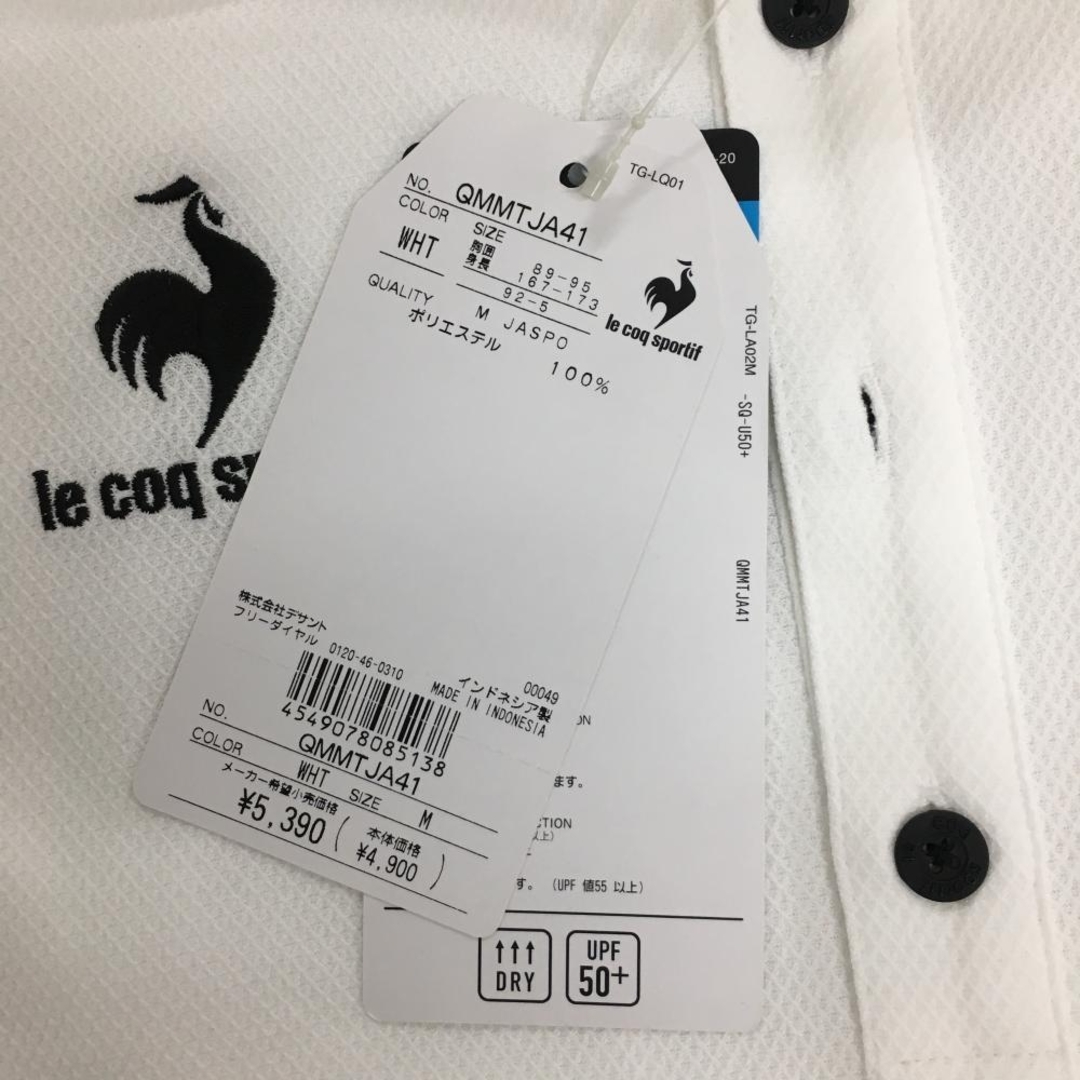 le coq
TG-LQ01
NO. QMMTJA41
COLOR SIZE
WHT 胸囲 89-95
身長 167-173
92-5
QUALITY M JASPO
ポリエステル 100%
le coq sportif
株式会社デサント
フリーダイヤル 0120-46-0310
00049
インドネシア製
MADE IN INDONESIA
4549078085138
NO. QMMTJA41
COLOR WHT SIZE M
メーカー希望小売価格
¥5,390 ( 本体価格 ¥4,900 )
-20
TG-LA02M -SQ-U50+ QMMTJA41
ON
ます。
CTION
以上)
す。 (UPF 値55 以上)
↑↑↑ DRY
UPF 50+